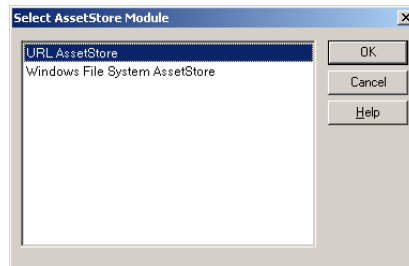 Select AssetStore Module
URL AssetStore
Windows File System AssetStore
OK
Cancel
Help